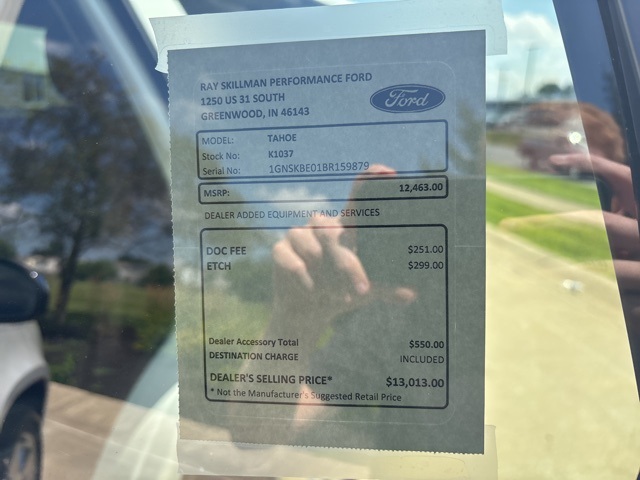 RAY SKILLMAN PERFORMANCE FORD
1250 US 31 SOUTH
GREENWOOD, IN 46143
Ford
MODEL: TAHOE
Stock No: K1037
Serial No: 1GNSKBE01BR159879
MSRP: 12,463.00
DEALER ADDED EQUIPMENT AND SERVICES
DOC FEE $251.00
ETCH $299.00
Dealer Accessory Total $550.00
DESTINATION CHARGE INCLUDED
DEALER'S SELLING PRICE* $13,013.00
* Not the Manufacturer's Suggested Retail Price